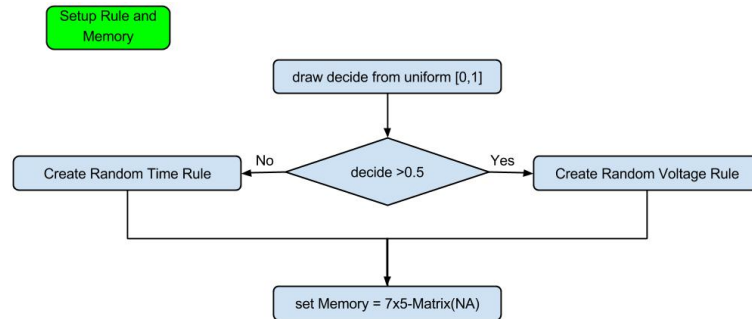 Setup Rule and
Memory
draw decide from uniform [0,1]
No
Yes
Create Random Time Rule
decide >0.5
Create Random Voltage Rule
set Memory = 7x5-Matrix(NA)